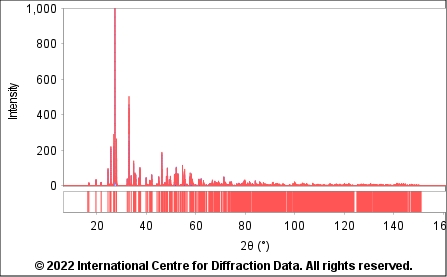 1,000
800
600
400
200
0
Intensity
20 40 60 80 100 120 140 16
2θ (°)
© 2022 International Centre for Diffraction Data. All rights reserved.